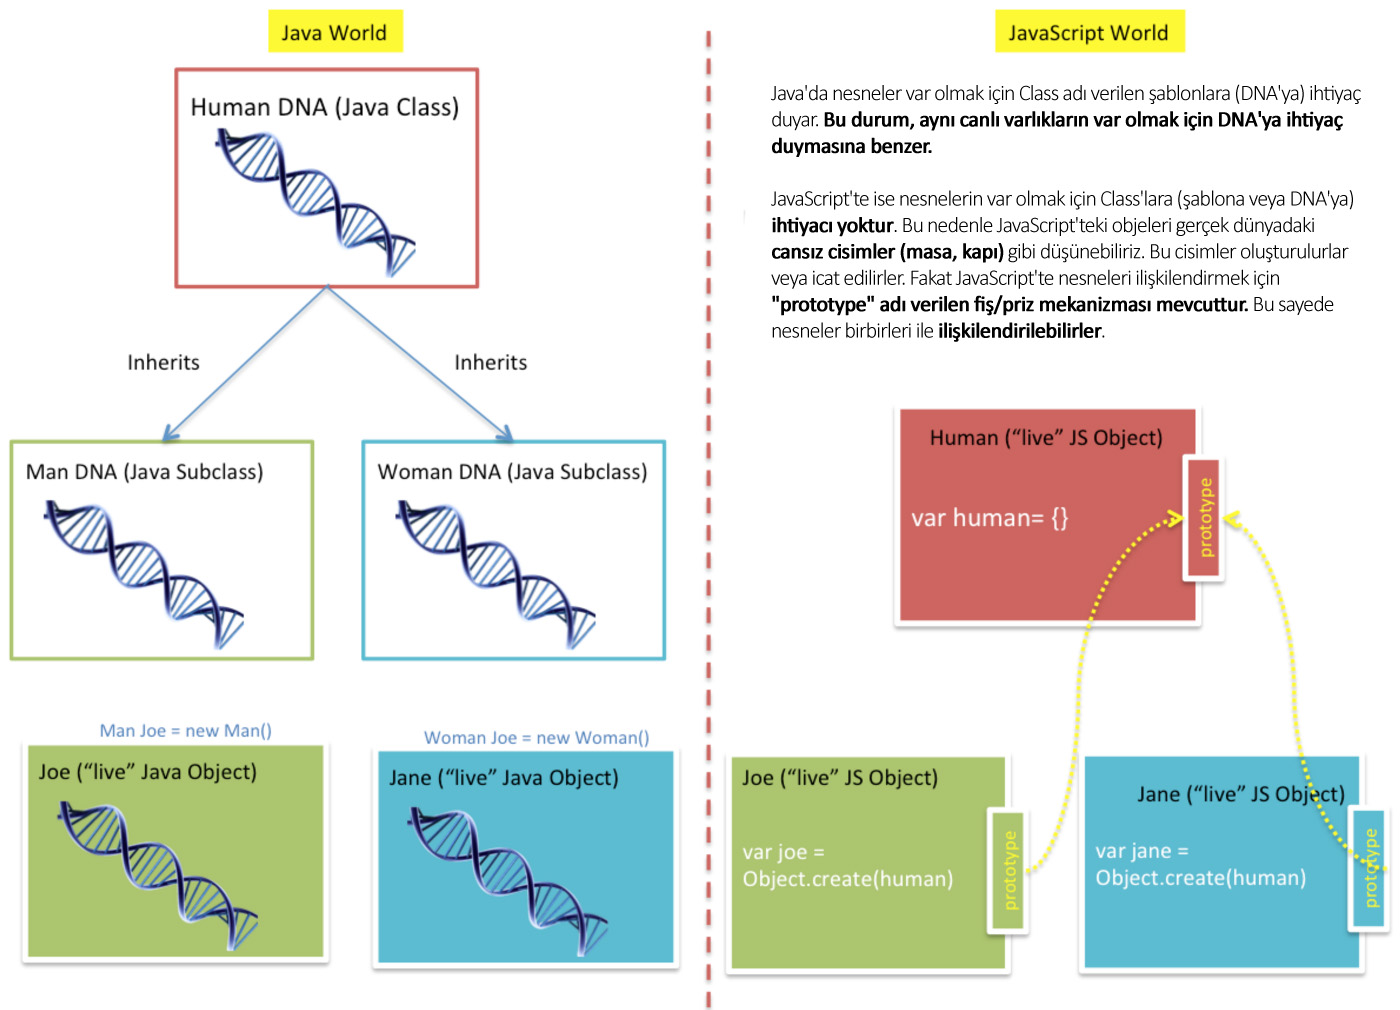 Java World
Human DNA (Java Class)
Inherits
Inherits
Man DNA (Java Subclass)
Woman DNA (Java Subclass)
Man Joe = new Man()
Woman Joe = new Woman()
Joe (“live” Java Object)
Jane (“live” Java Object)
JavaScript World
Java'da nesneler var olmak için Class adı verilen şablonlara (DNA'ya) ihtiyaç
duyar. Bu durum, aynı canlı varlıkların var olmak için DNA'ya ihtiyaç
duymasına benzer.
JavaScript'te ise nesnelerin var olmak için Class'lara (şablona veya DNA'ya)
ihtiyacı yoktur. Bu nedenle JavaScript'teki objeleri gerçek dünyadaki
cansız cisimler (masa, kapı) gibi düşünebiliriz. Bu cisimler oluşturulurlar
veya icat edilirler. Fakat JavaScript'te nesneleri ilişkilendirmek için
"prototype" adı verilen fiş/priz mekanizması mevcuttur. Bu sayede
nesneler birbirleri ile ilişkilendirilebilirler.
Human (“live” JS Object)
var human= {}
prototype
Joe (“live” JS Object)
var joe =
Object.create(human)
prototype
Jane (“live” JS Object)
var jane =
Object.create(human)
prototype